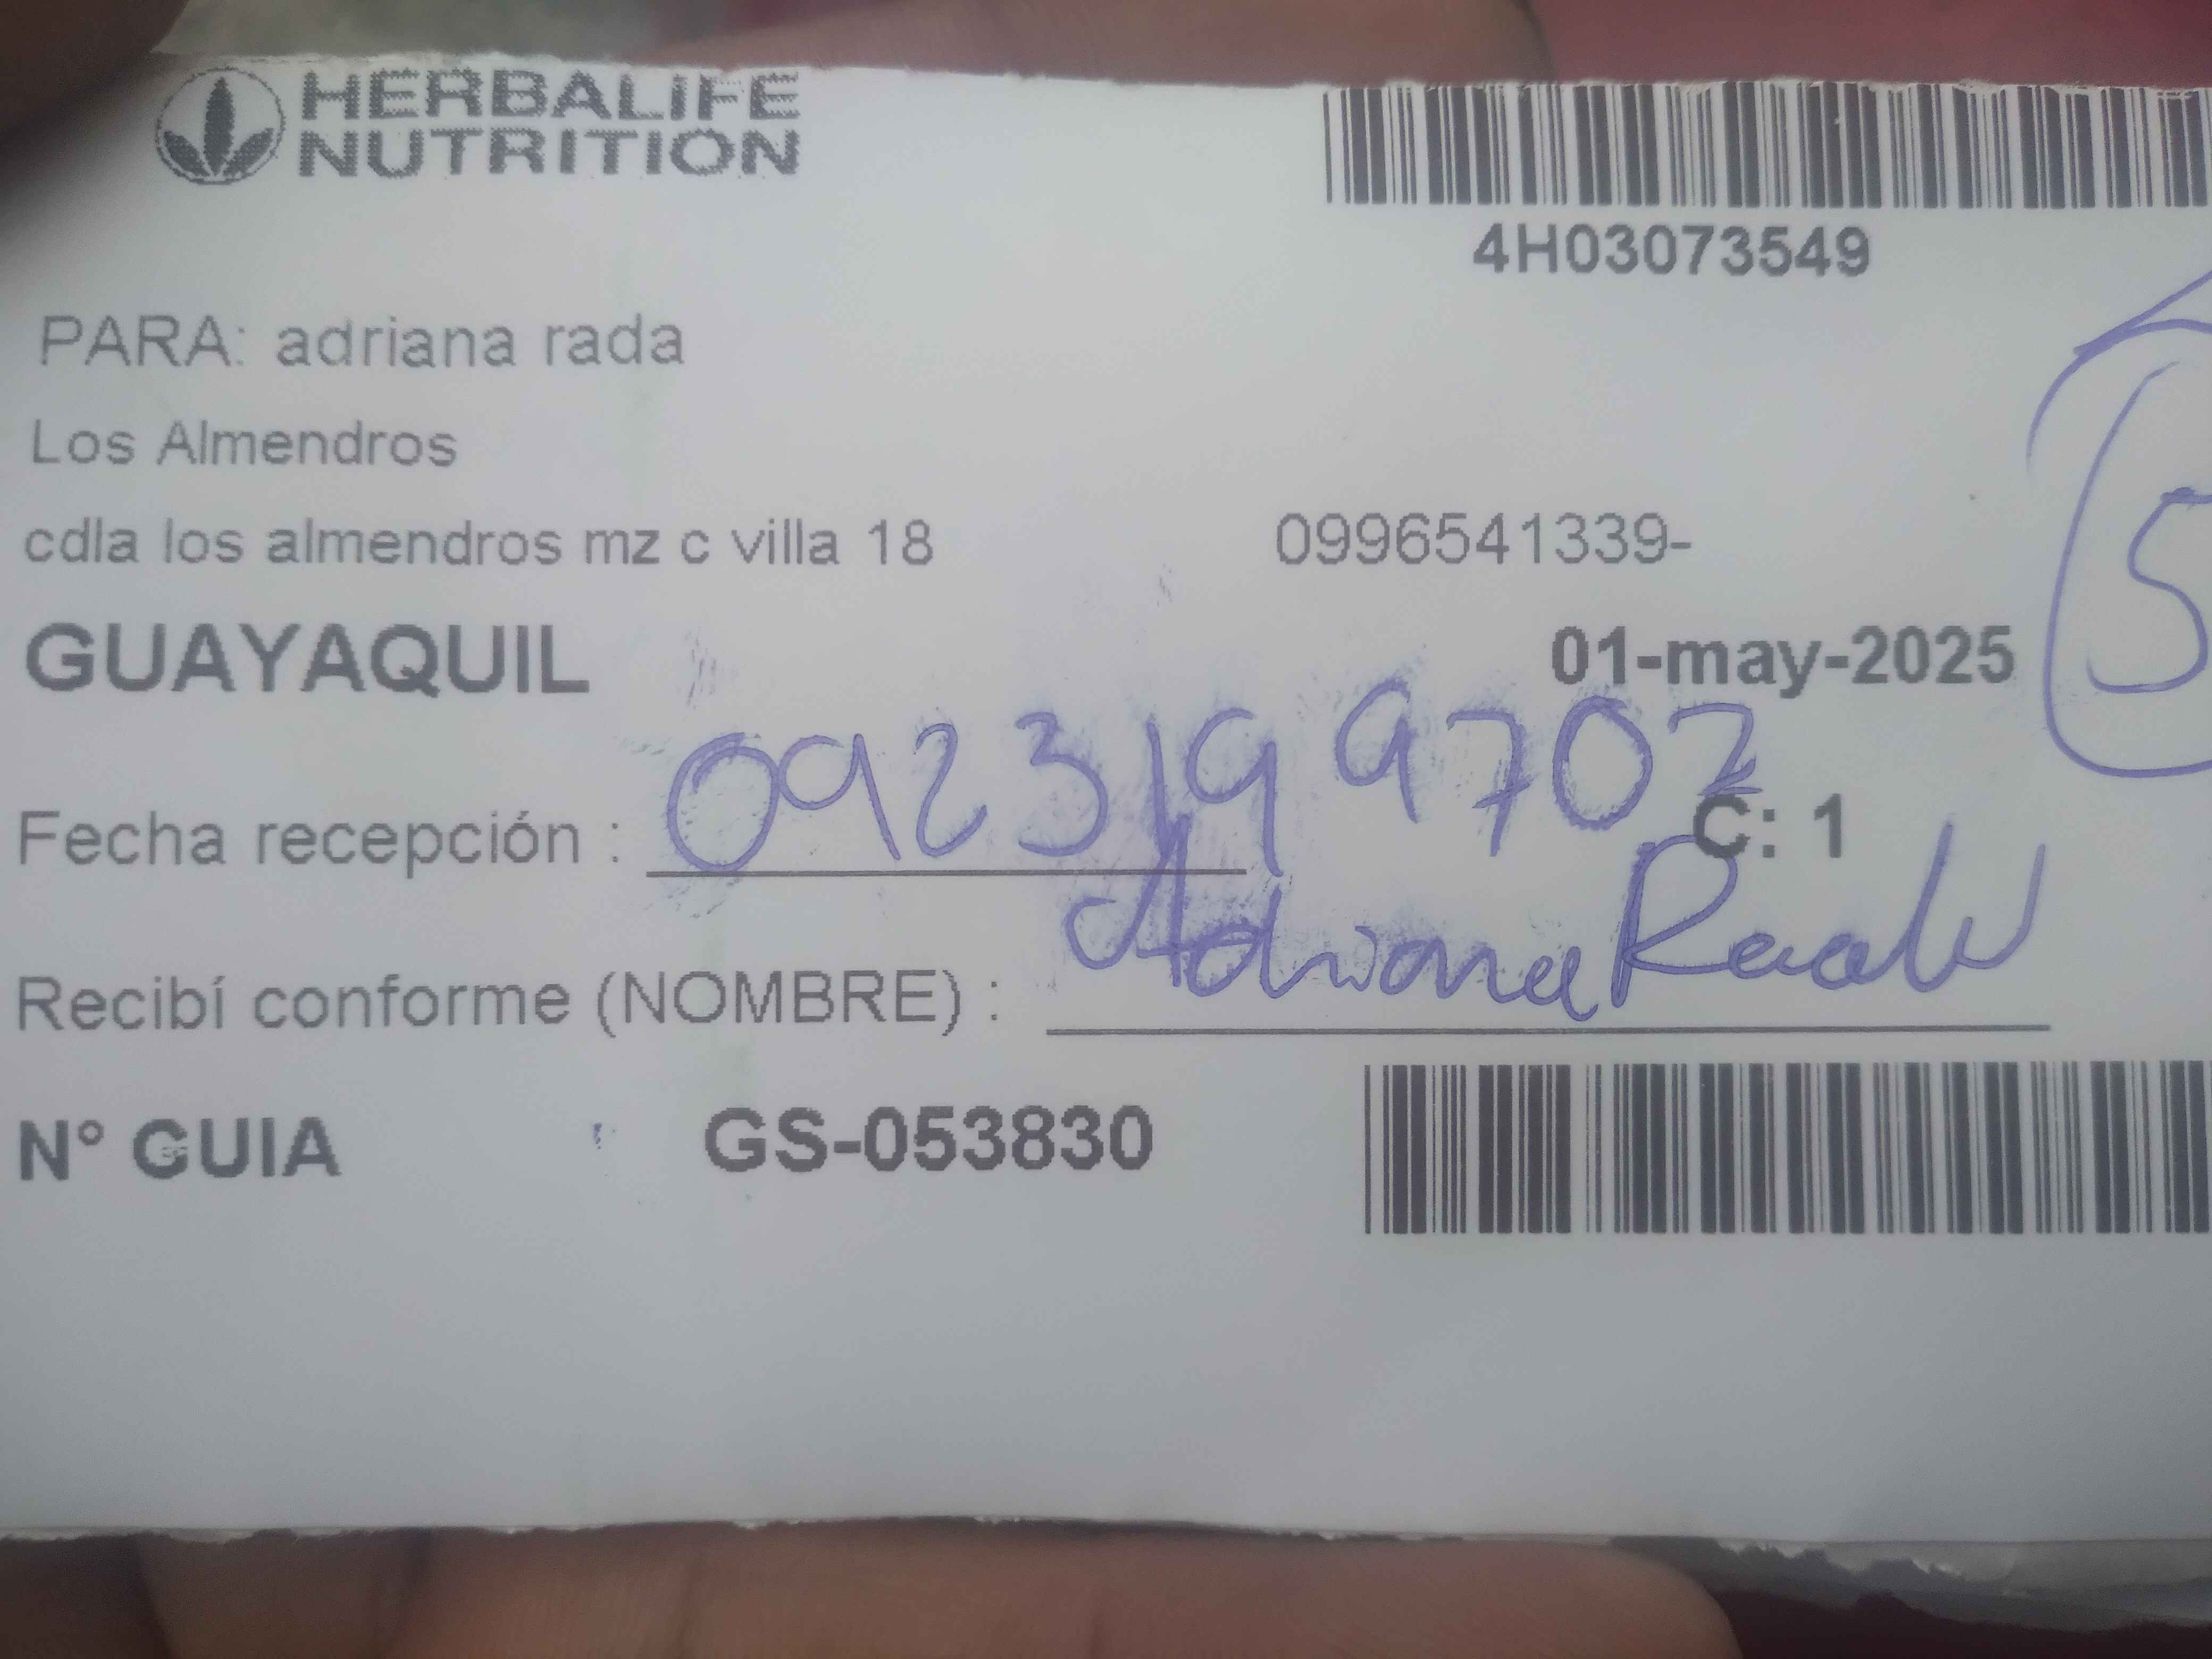 HERBALIFE
NUTRITION
4H03073549
PARA: adriana rada
Los Almendros
cdla los almendros mz c villa 18 0996541339-
5
GUAYAQUIL 01-may-2025
Fecha recepción : 0923199702
C: 1
Recibí conforme (NOMBRE) : Adriana Rada
N° GUIA GS-053830